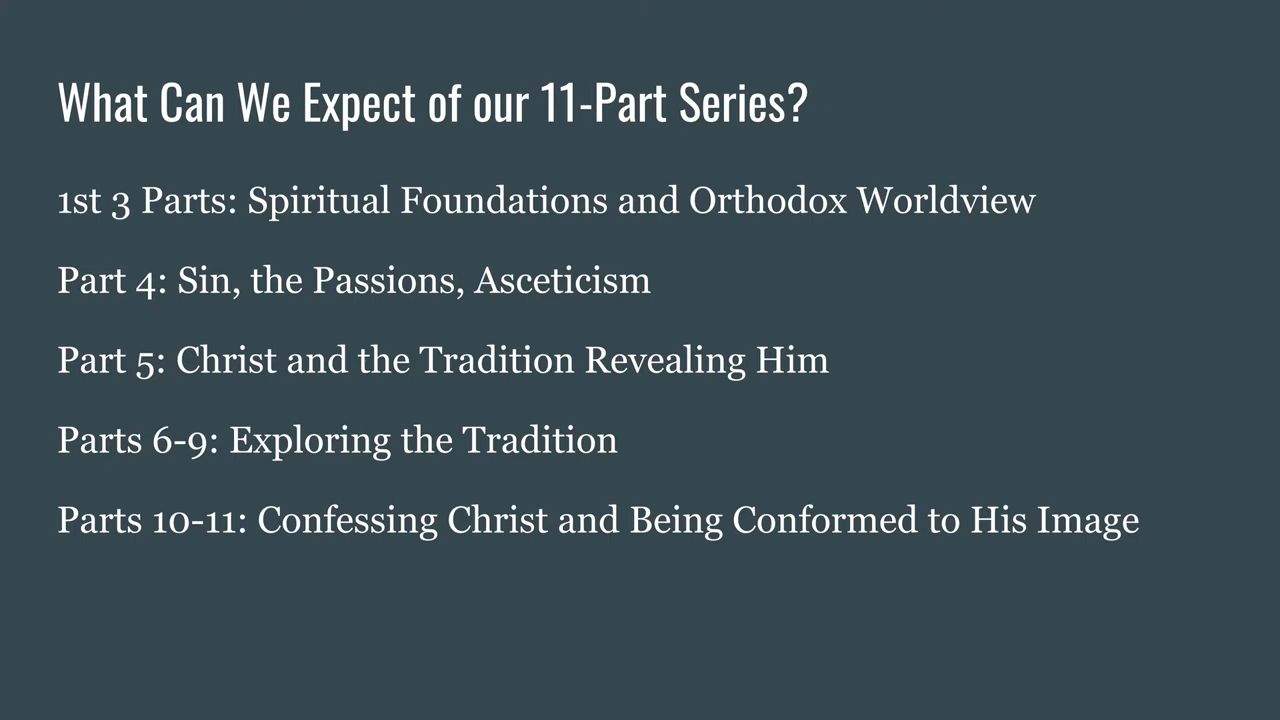 What Can We Expect of our 11-Part Series?
1st 3 Parts: Spiritual Foundations and Orthodox Worldview
Part 4: Sin, the Passions, Asceticism
Part 5: Christ and the Tradition Revealing Him
Parts 6-9: Exploring the Tradition
Parts 10-11: Confessing Christ and Being Conformed to His Image